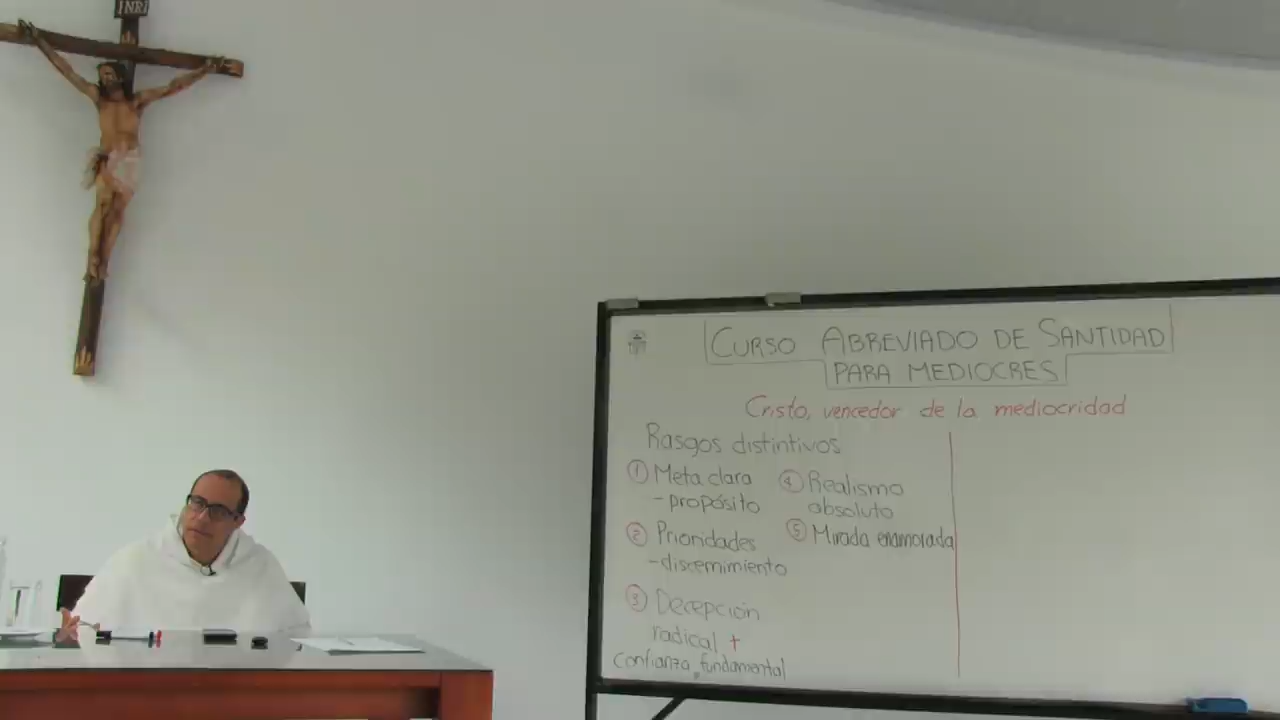 INRI
CURSO ABREVIADO DE SANTIDAD
PARA MEDIOCRES
Cristo, vencedor de la mediocridad
Rasgos distintivos
① Meta clara
- propósito
② Prioridades
- discernimiento
③ Decepción
radical +
confianza fundamental
④ Realismo
absoluto
⑤ Mirada enamorada